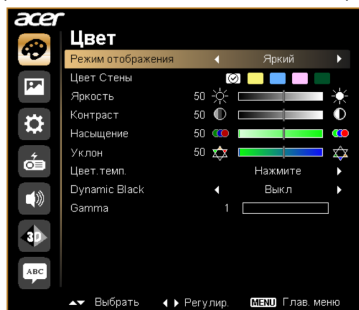 acer
Цвет
Режим отображения Яркий
Цвет Стены
Яркость 50
Контраст 50
Насыщение 50
Уклон 50
Цвет.темп. Нажмите
Dynamic Black Выкл
Gamma 1
3D
ABC
Выбрать Регулир. MENU Глав. меню